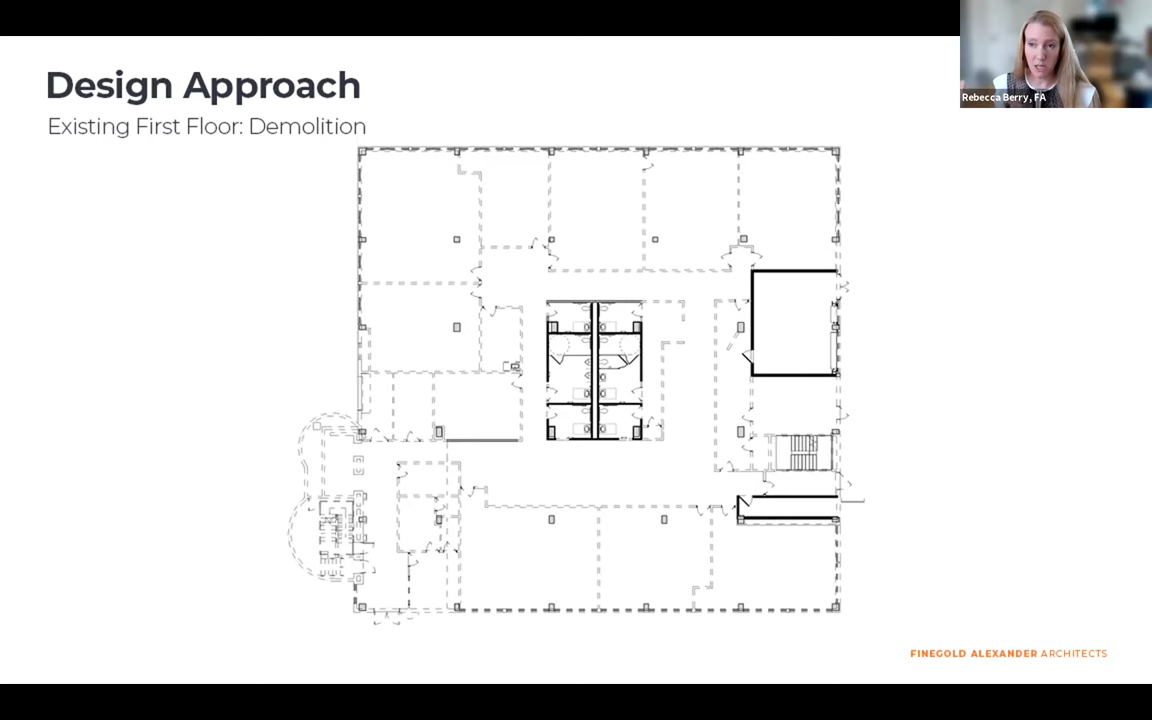 Design Approach
Existing First Floor: Demolition
Rebecca Berry, FA
FINEGOLD ALEXANDER ARCHITECTS